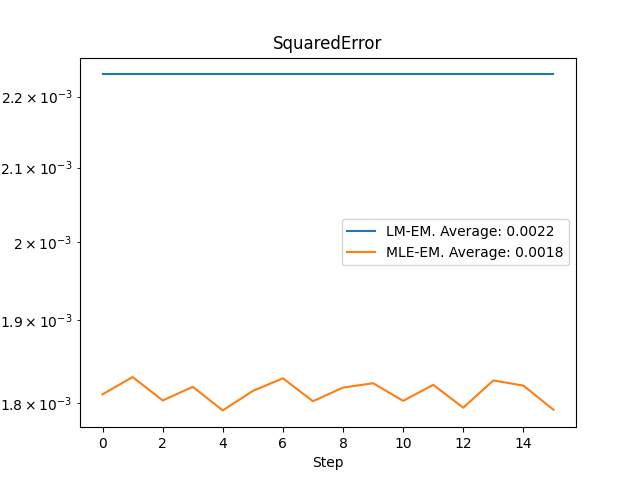 SquaredError
2.2 × 10⁻³
2.1 × 10⁻³
2 × 10⁻³
1.9 × 10⁻³
1.8 × 10⁻³
LM-EM. Average: 0.0022
MLE-EM. Average: 0.0018
0 2 4 6 8 10 12 14
Step